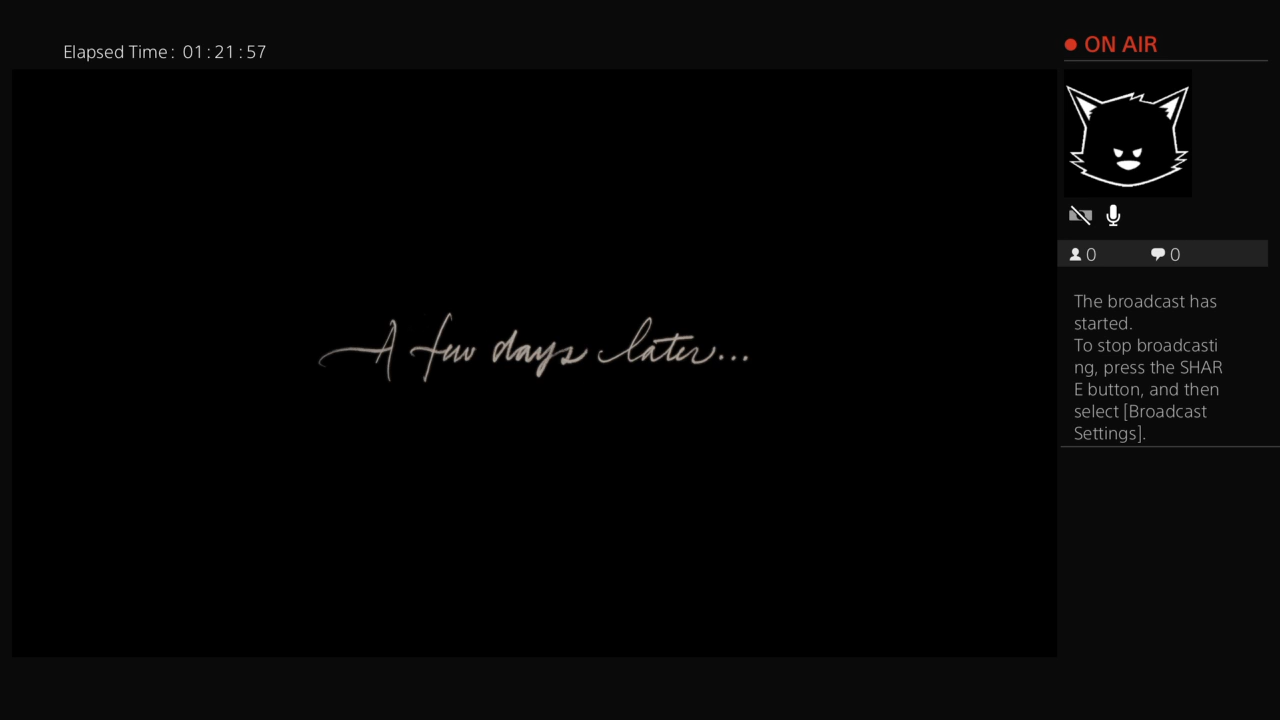 Elapsed Time: 01:21:57
ON AIR
A few days later...
0 0
The broadcast has
started.
To stop broadcasti
ng, press the SHAR
E button, and then
select [Broadcast
Settings].